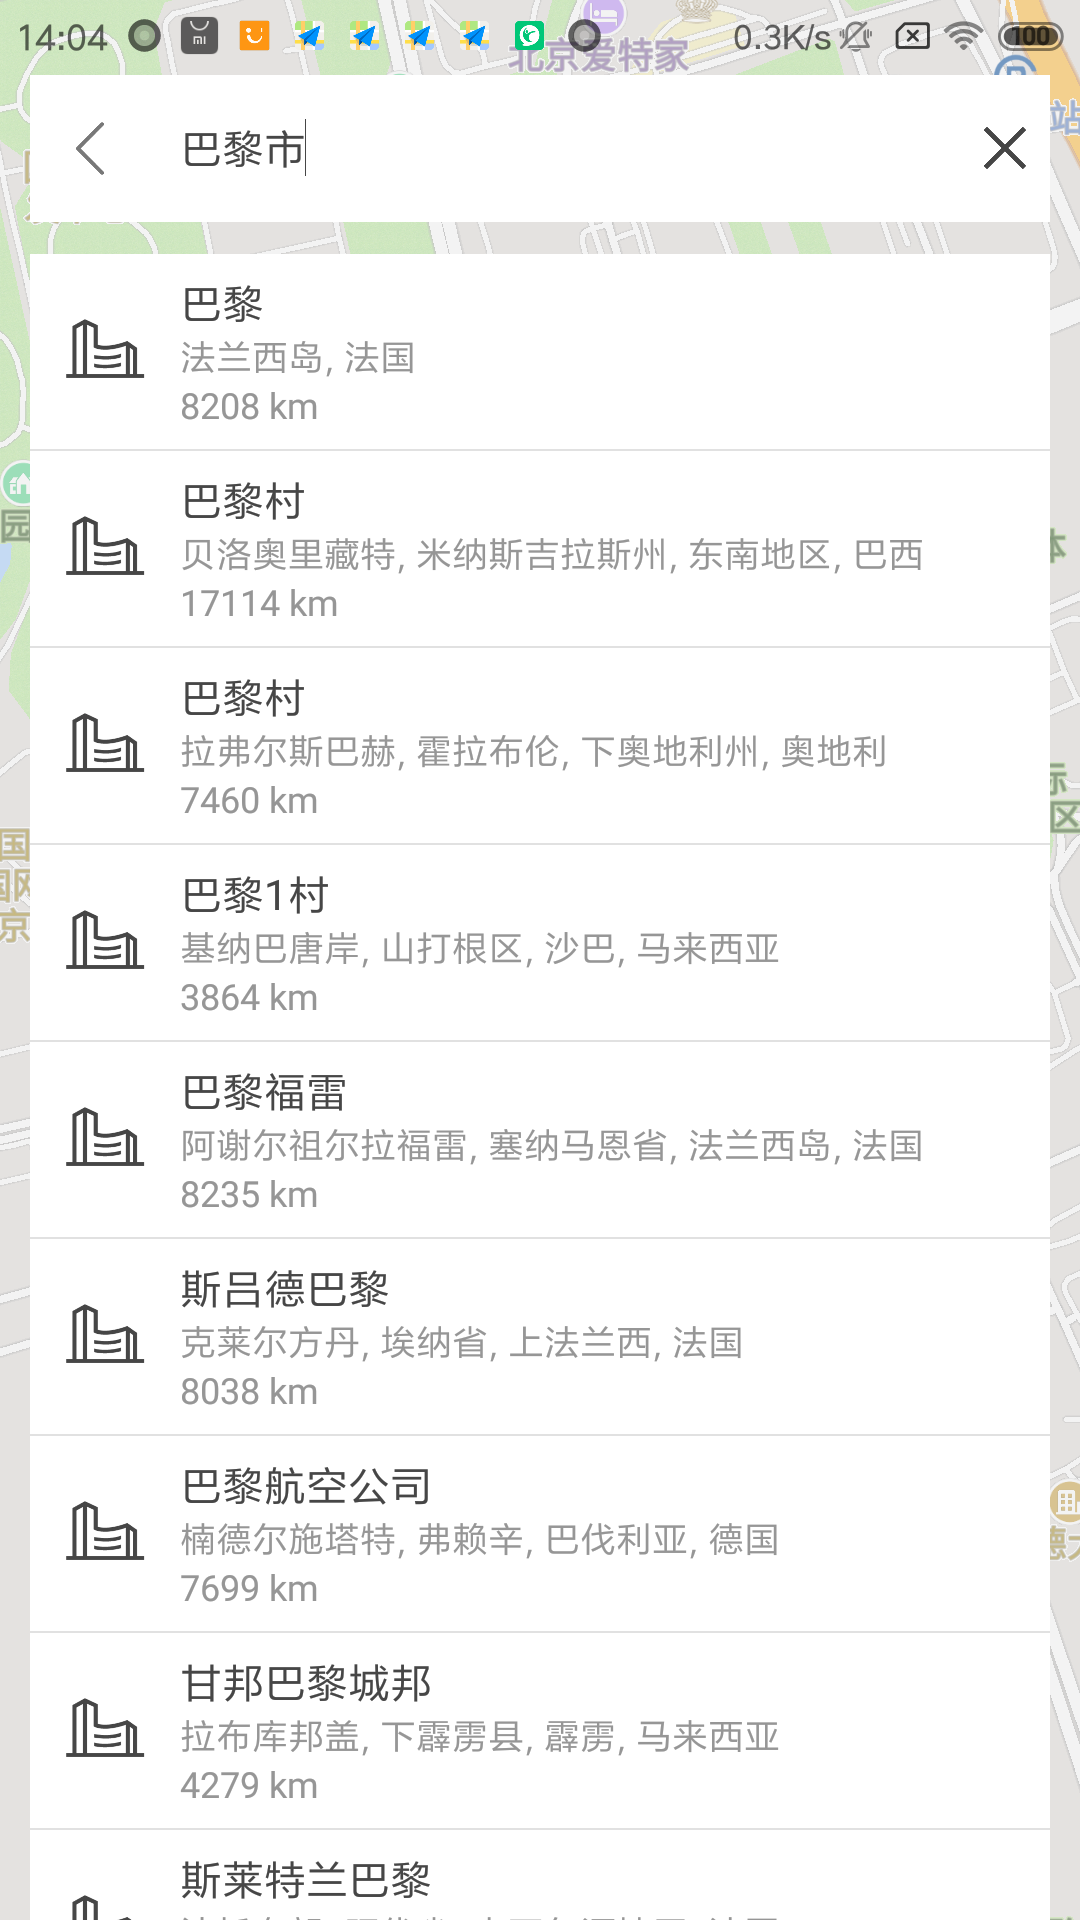 14:04
0.3K/s
100
北京爱特家
站
巴黎市
巴黎
法兰西岛, 法国
8208 km
巴黎村
贝洛奥里藏特, 米纳斯吉拉斯州, 东南地区, 巴西
17114 km
园
体
巴黎村
拉弗尔斯巴赫, 霍拉布伦, 下奥地利州, 奥地利
7460 km
区
国
京
巴黎1村
基纳巴唐岸, 山打根区, 沙巴, 马来西亚
3864 km
巴黎福雷
阿谢尔祖尔拉福雷, 塞纳马恩省, 法兰西岛, 法国
8235 km
斯吕德巴黎
克莱尔方丹, 埃纳省, 上法兰西, 法国
8038 km
巴黎航空公司
楠德尔施塔特, 弗赖辛, 巴伐利亚, 德国
7699 km
甘邦巴黎城邦
拉布库邦盖, 下霹雳县, 霹雳, 马来西亚
4279 km
斯莱特兰巴黎